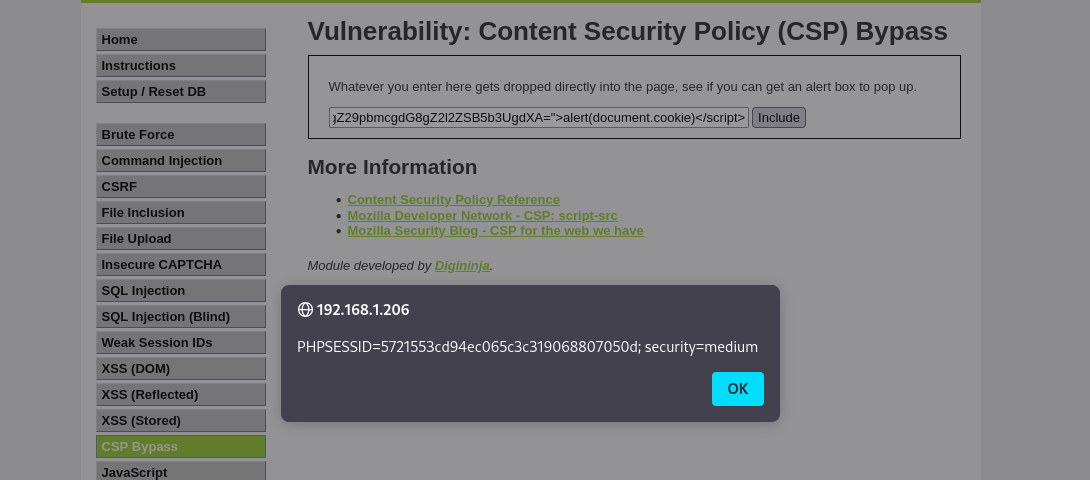 Vulnerability: Content Security Policy (CSP) Bypass
Home
Instructions
Setup / Reset DB
Brute Force
Command Injection
CSRF
File Inclusion
File Upload
Insecure CAPTCHA
SQL Injection
SQL Injection (Blind)
Weak Session IDs
XSS (DOM)
XSS (Reflected)
XSS (Stored)
CSP Bypass
JavaScript
Whatever you enter here gets dropped directly into the page, see if you can get an alert box to pop up.
Z29pbmcgdG8gZ2l2ZSB5b3UgdXA=">alert(document.cookie)</script> Include
More Information
• Content Security Policy Reference
• Mozilla Developer Network - CSP: script-src
• Mozilla Security Blog - CSP for the web we have
Module developed by Digininja.
192.168.1.206
PHPSESSID=5721553cd94ec065c3c319068807050d; security=medium
OK